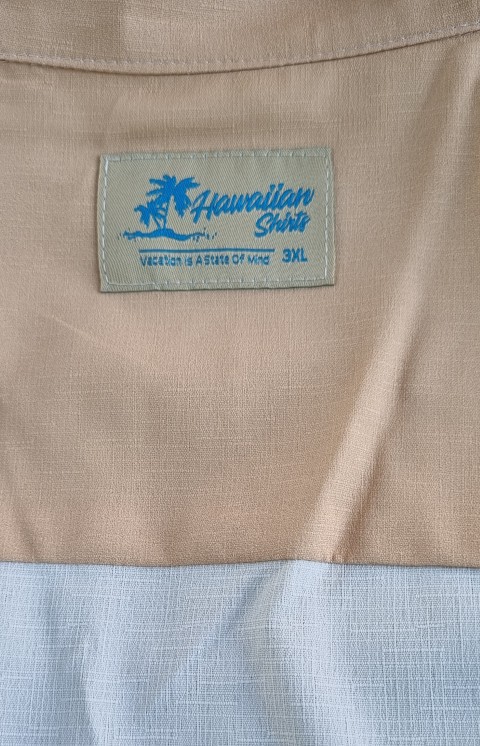 Hawaiian
Shirts
Vacation is A State Of Mind 3XL